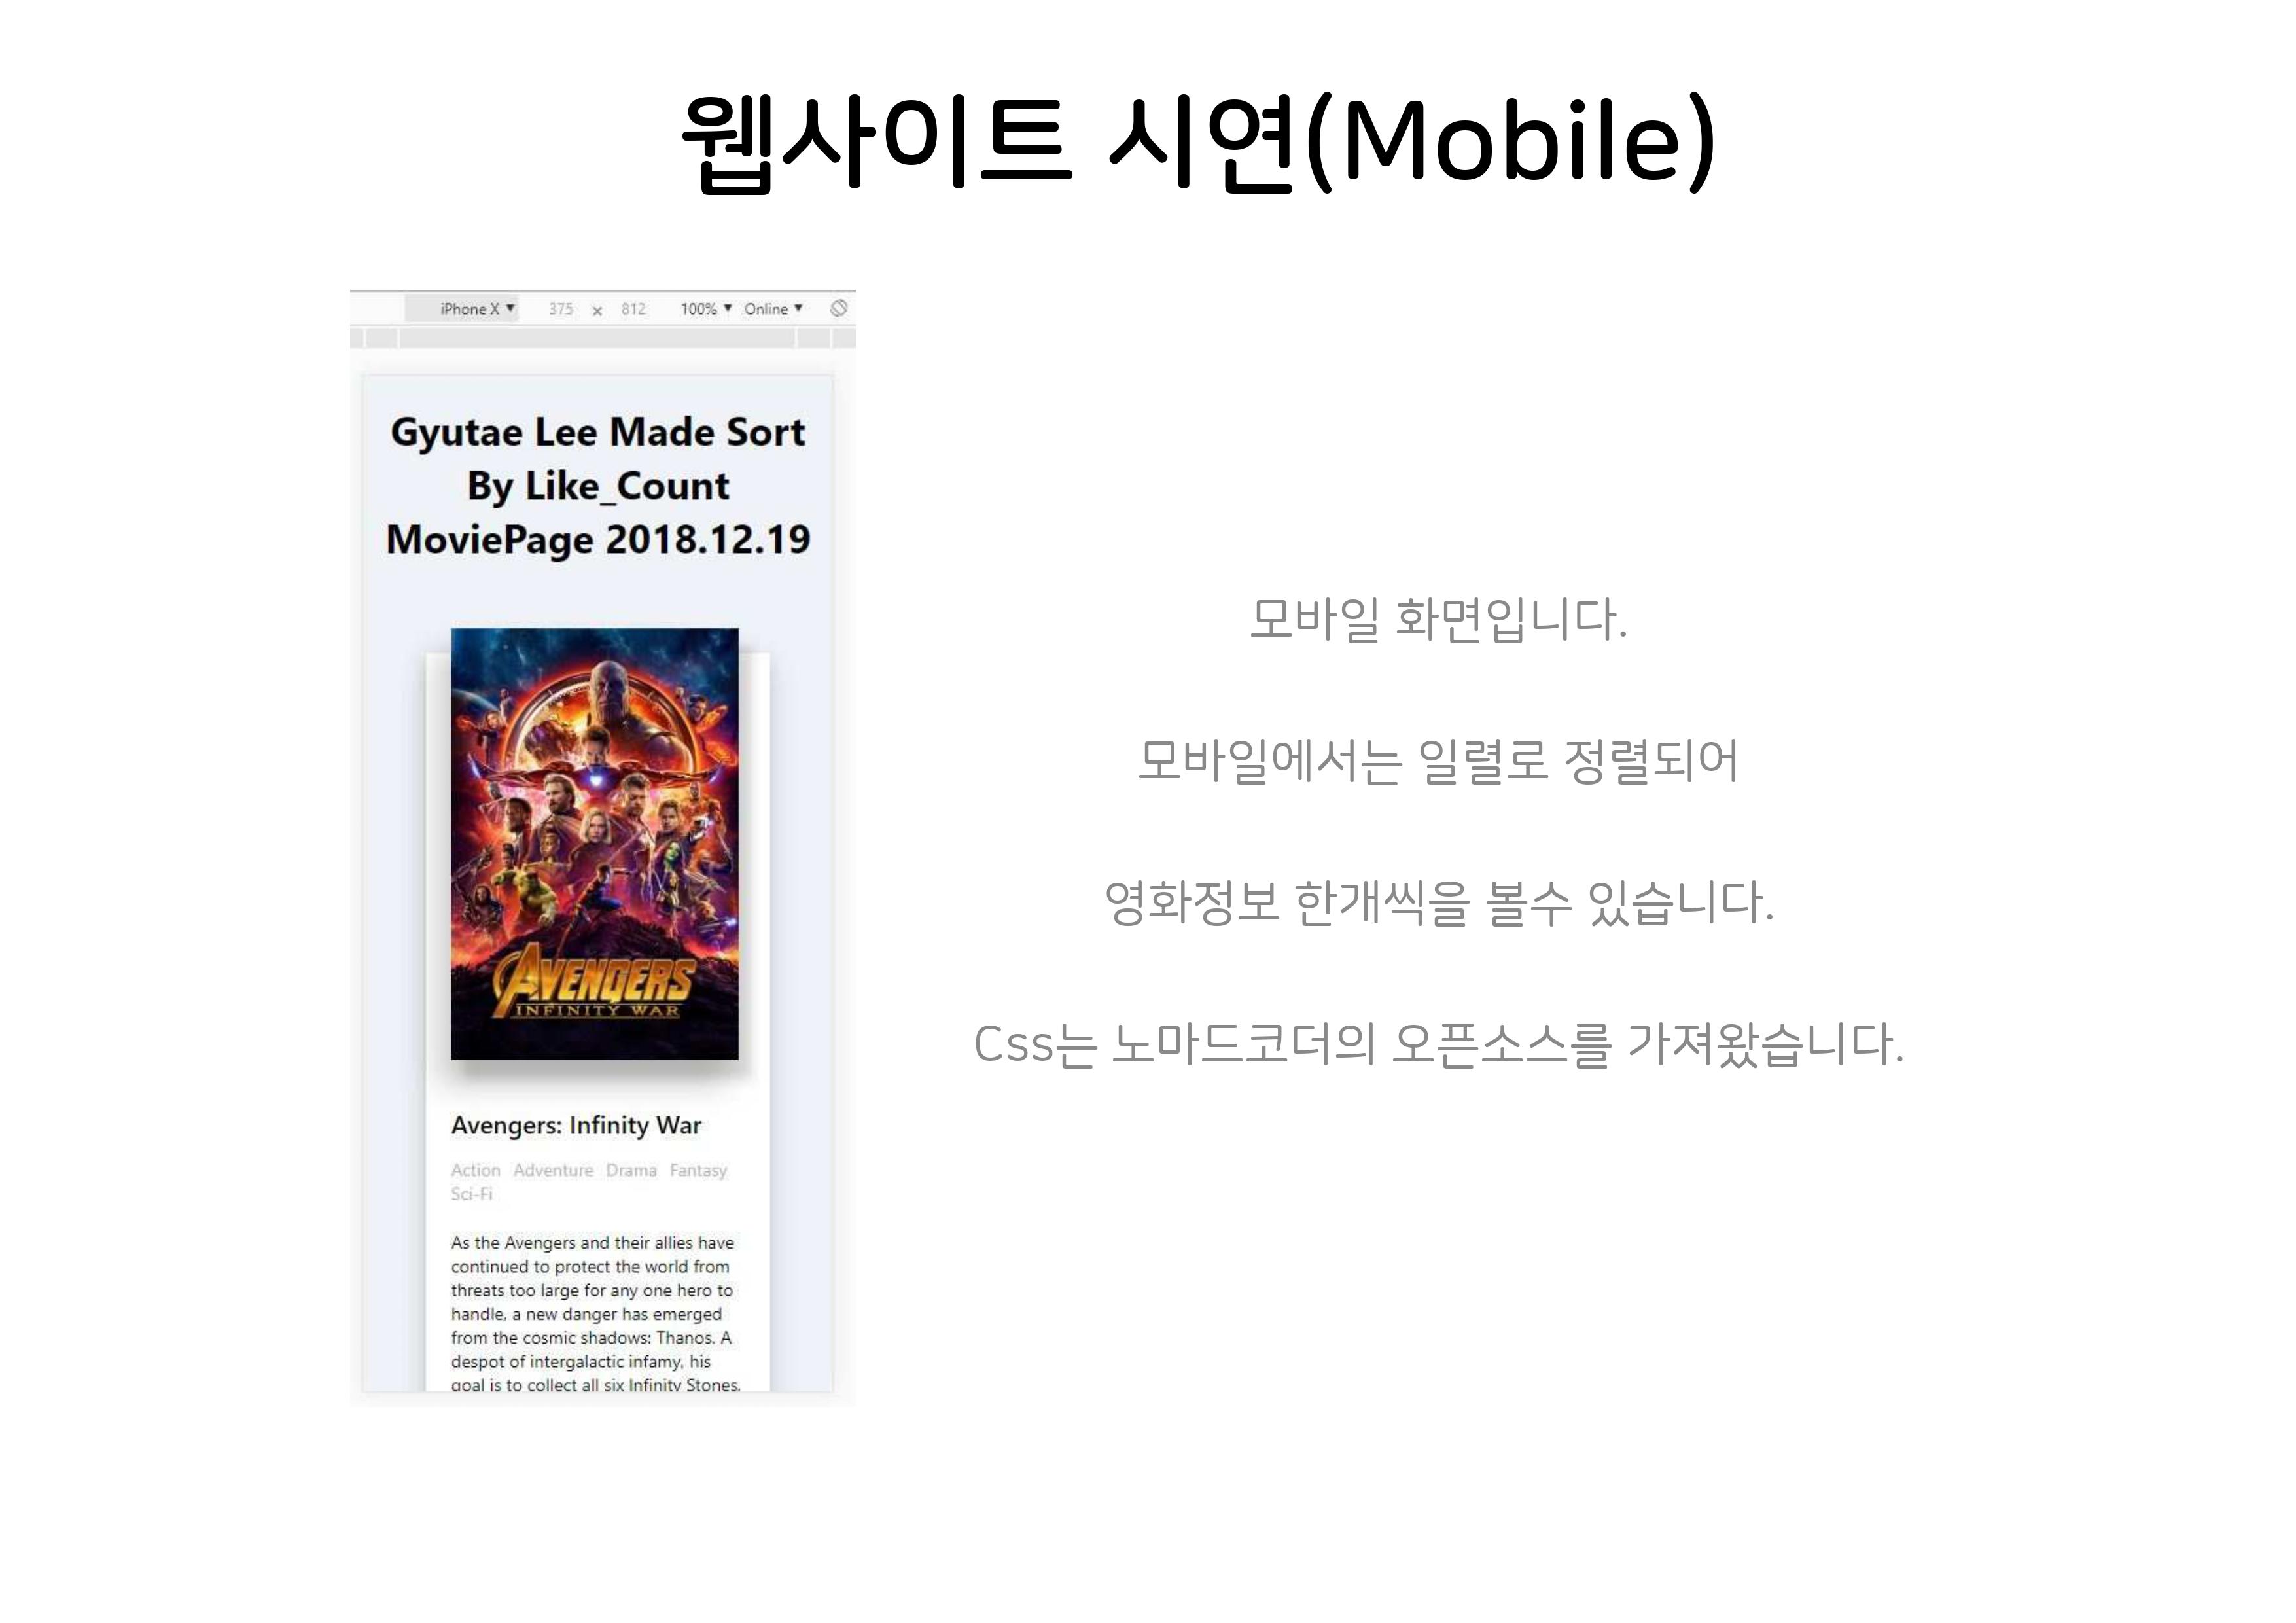 웹사이트 시연(Mobile)
iPhone X ▼ 375 × 812 100% ▼ Online ▼
Gyutae Lee Made Sort
By Like_Count
MoviePage 2018.12.19
AVENGERS
INFINITY WAR
Avengers: Infinity War
Action Adventure Drama Fantasy
Sci-Fi
As the Avengers and their allies have
continued to protect the world from
threats too large for any one hero to
handle, a new danger has emerged
from the cosmic shadows: Thanos. A
despot of intergalactic infamy, his
goal is to collect all six Infinity Stones,
모바일 화면입니다.
모바일에서는 일렬로 정렬되어
영화정보 한개씩을 볼수 있습니다.
Css는 노마드코더의 오픈소스를 가져왔습니다.